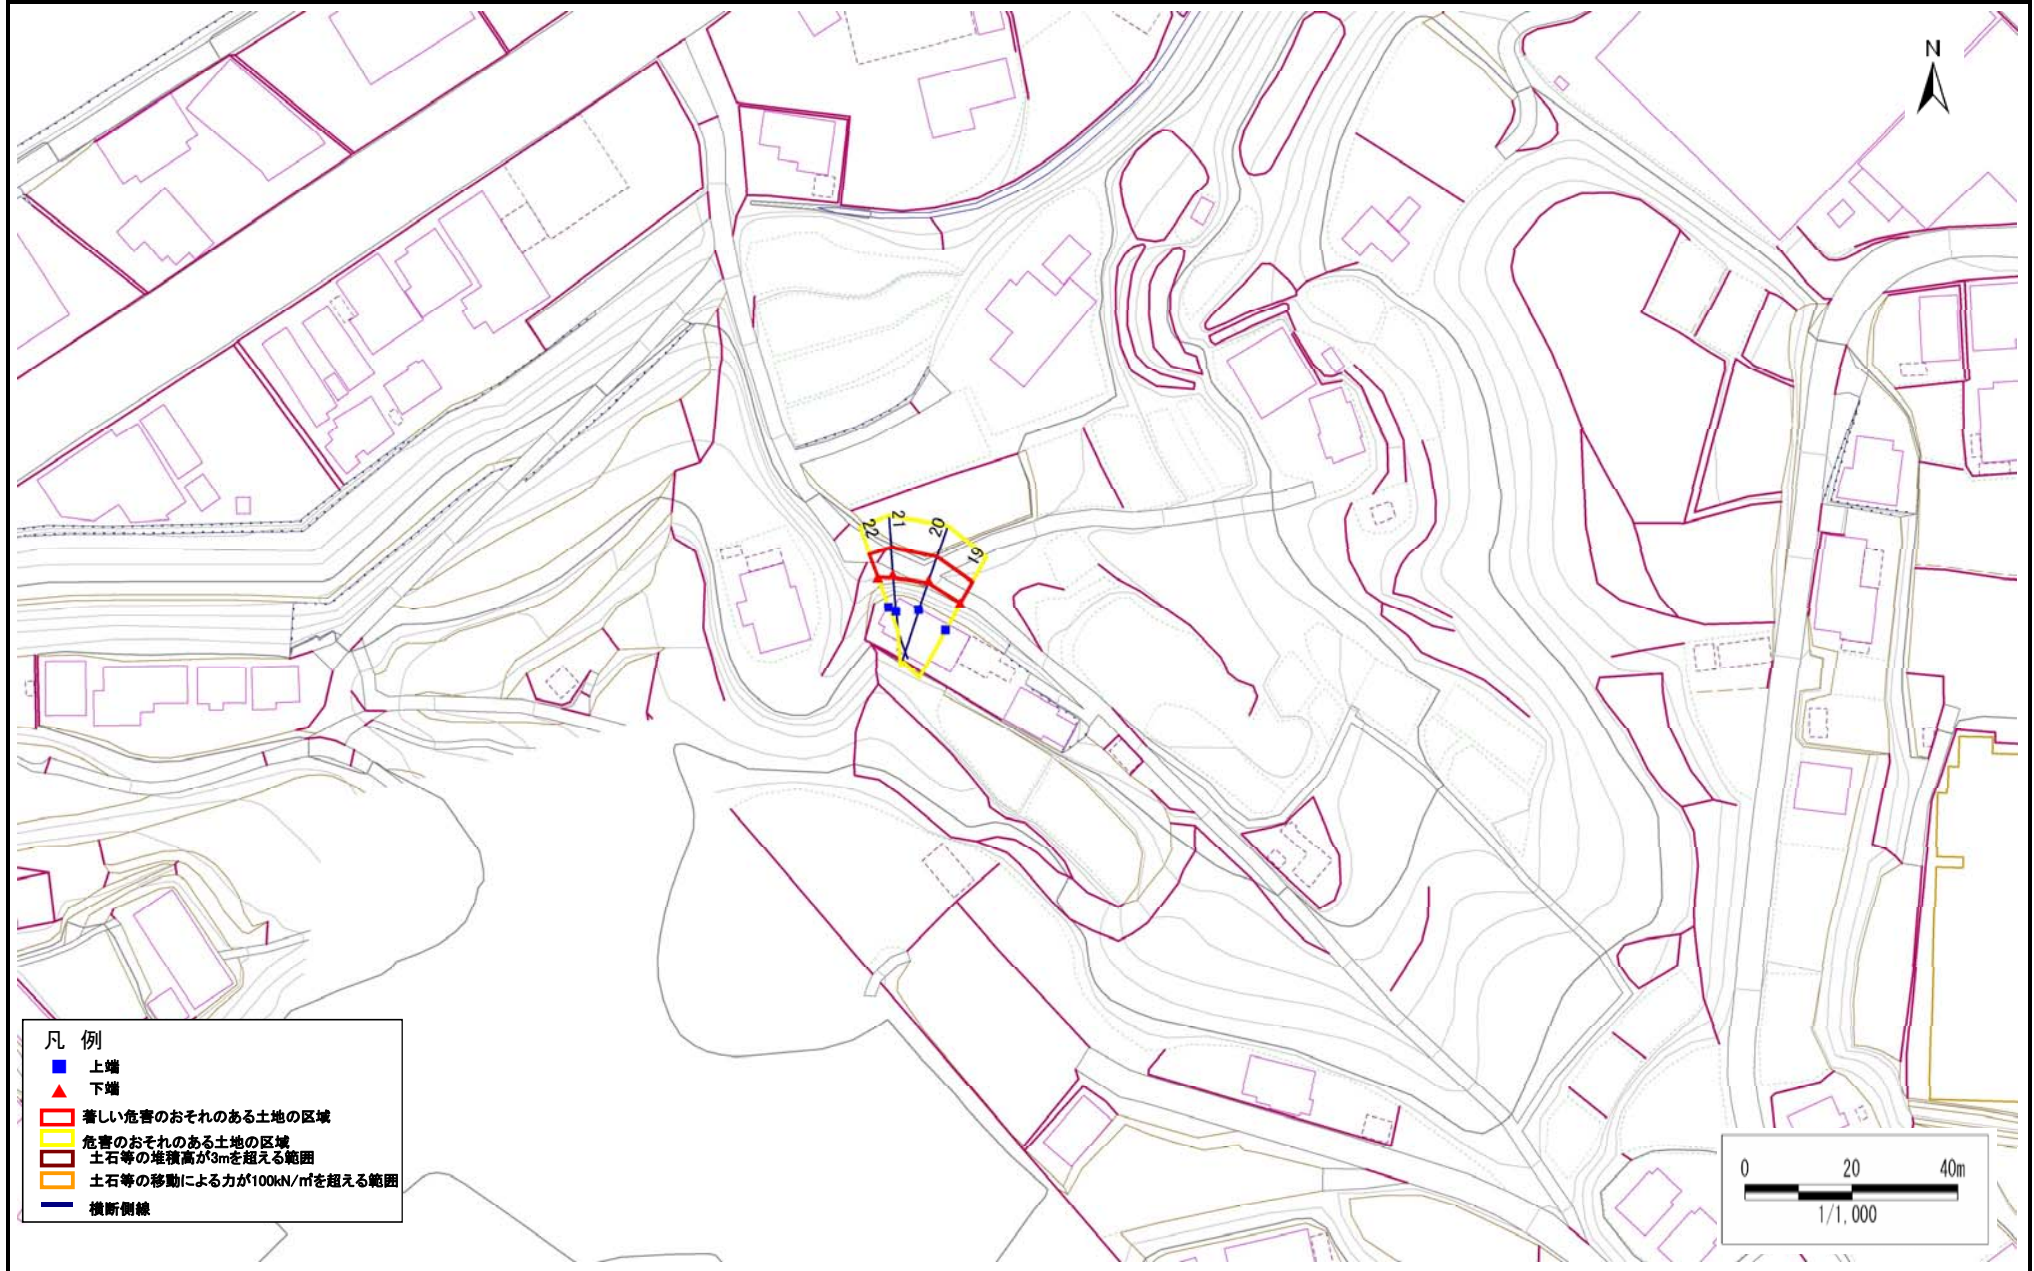 N
22
21
20
19
凡 例
上端
下端
著しい危害のおそれのある土地の区域
危害のおそれのある土地の区域
土石等の堆積高が3mを超える範囲
土石等の移動による力が100kN/㎡を超える範囲
横断側線
0 20 40m
1/1,000